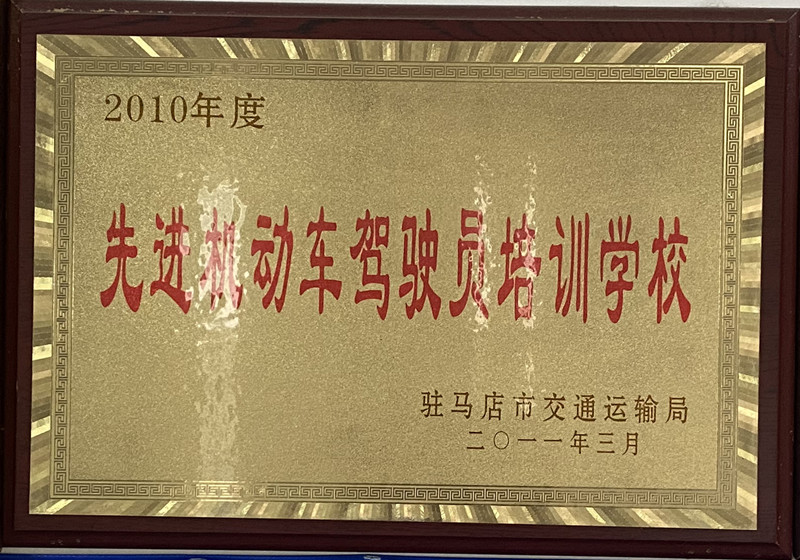 2010年度
先进机动车驾驶员培训学校
驻马店市交通运输局
二〇一一年三月